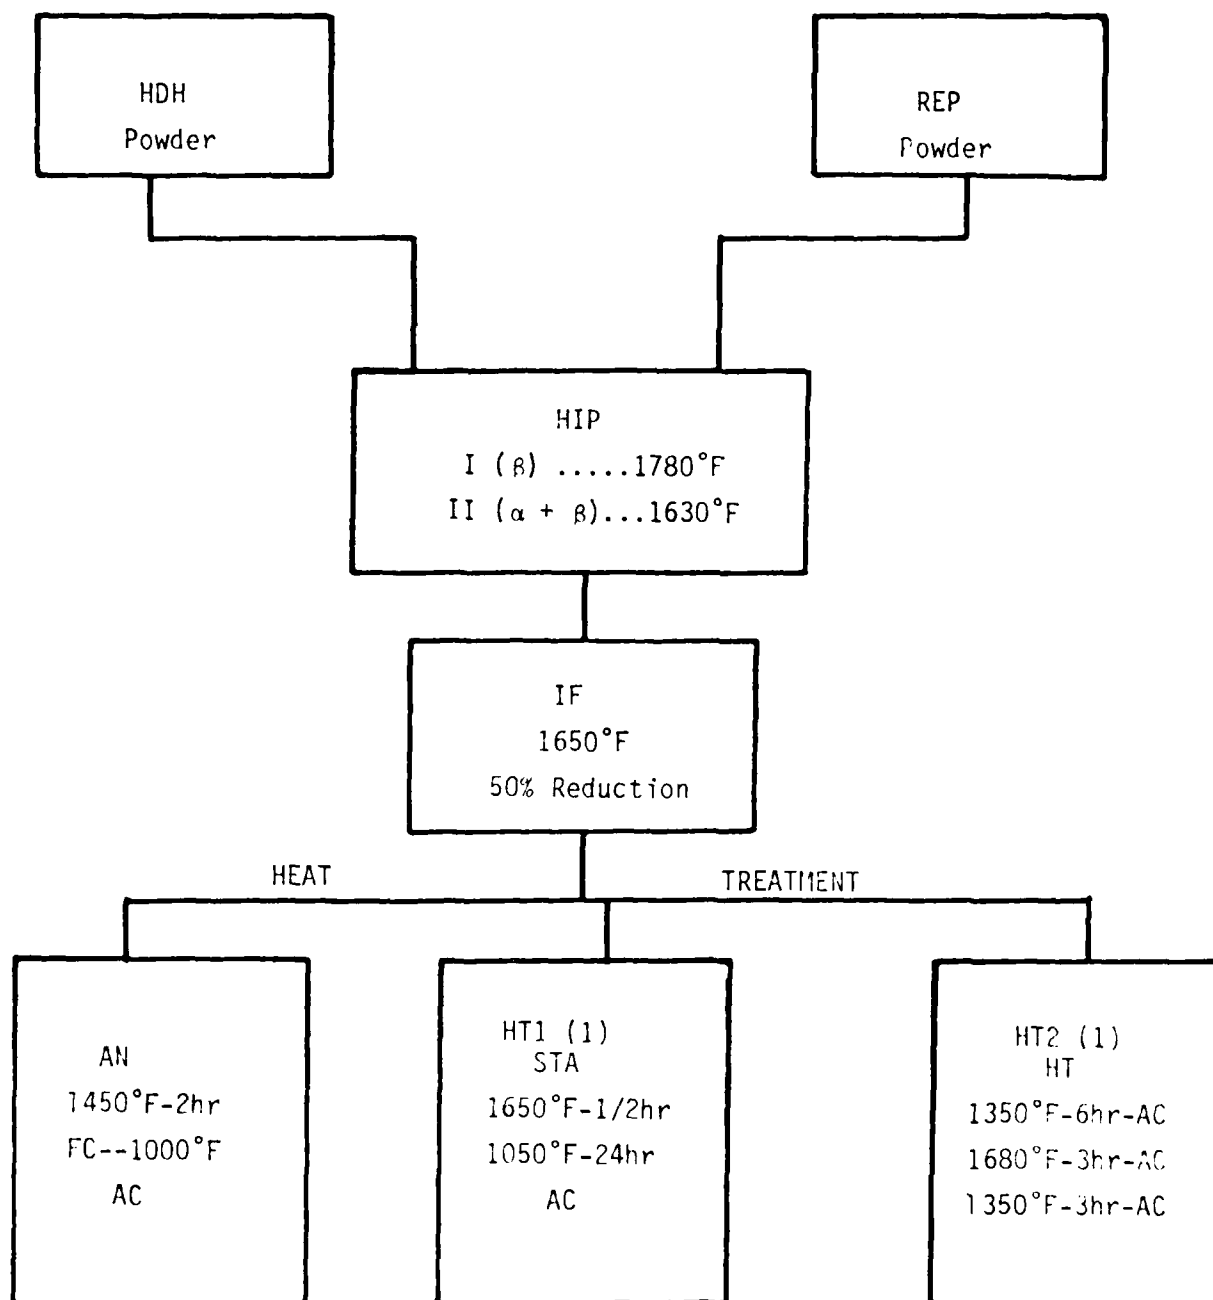 HDH
Powder
REP
Powder
HIP
I (β) .....1780°F
II (α + β)...1630°F
IF
1650°F
50% Reduction
HEAT TREATMENT
AN
1450°F-2hr
FC--1000°F
AC
HT1 (1)
STA
1650°F-1/2hr
1050°F-24hr
AC
HT2 (1)
HT
1350°F-6hr-AC
1680°F-3hr-AC
1350°F-3hr-AC